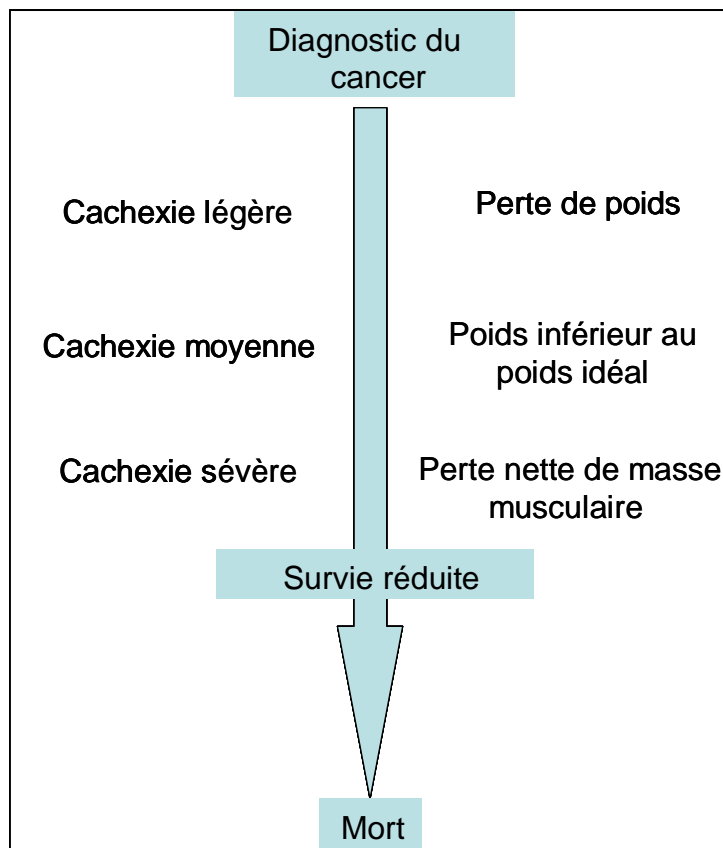 Diagnostic du
cancer
Cachexie légère
Perte de poids
Cachexie moyenne
Poids inférieur au
poids idéal
Cachexie sévère
Perte nette de masse
musculaire
Survie réduite
Mort